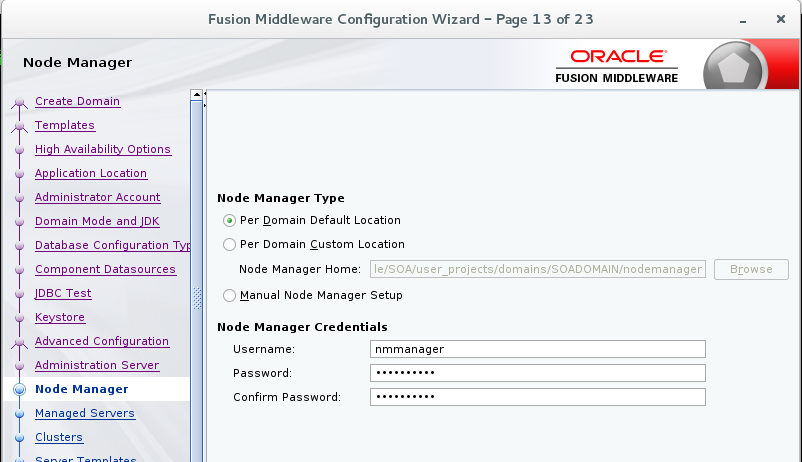 Fusion Middleware Configuration Wizard – Page 13 of 23
Node Manager
ORACLE
FUSION MIDDLEWARE
Create Domain
Templates
High Availability Options
Application Location
Administrator Account
Domain Mode and JDK
Database Configuration Typ
Component Datasources
JDBC Test
Keystore
Advanced Configuration
Administration Server
Node Manager
Managed Servers
Clusters
Server Templates
Node Manager Type
Per Domain Default Location
Per Domain Custom Location
Node Manager Home: le/SOA/user_projects/domains/SOADOMAIN/nodemanager Browse
Manual Node Manager Setup
Node Manager Credentials
Username: nmmanager
Password: ••••••••••
Confirm Password: ••••••••••